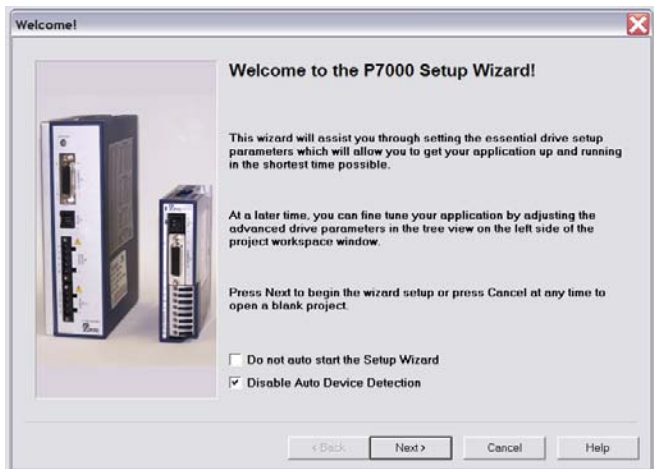 Welcome!
Welcome to the P7000 Setup Wizard!
This wizard will assist you through setting the essential drive setup
parameters which will allow you to get your application up and running
in the shortest time possible.
At a later time, you can fine tune your application by adjusting the
advanced drive parameters in the tree view on the left side of the
project workspace window.
Press Next to begin the wizard setup or press Cancel at any time to
open a blank project.
Do not auto start the Setup Wizard
Disable Auto Device Detection
< Back
Next >
Cancel
Help